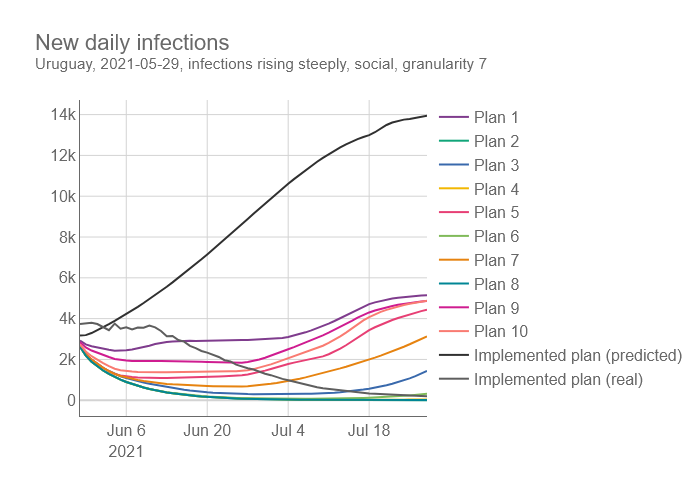 New daily infections
Uruguay, 2021-05-29, infections rising steeply, social, granularity 7
14k
12k
10k
8k
6k
4k
2k
0
Jun 6
2021
Jun 20
Jul 4
Jul 18
Plan 1
Plan 2
Plan 3
Plan 4
Plan 5
Plan 6
Plan 7
Plan 8
Plan 9
Plan 10
Implemented plan (predicted)
Implemented plan (real)